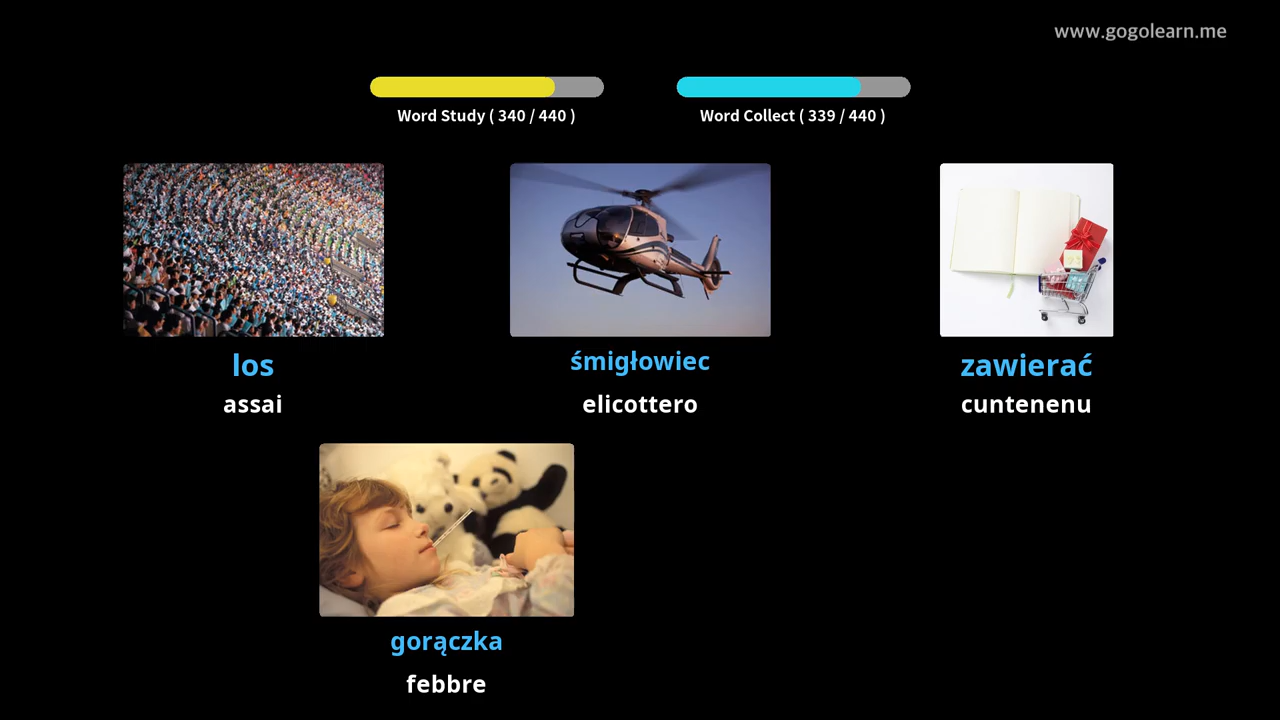 www.gogolearn.me
Word Study ( 340 / 440 )
Word Collect ( 339 / 440 )
los
assai
śmigłowiec
elicottero
zawierać
cuntenenu
gorączka
febbre